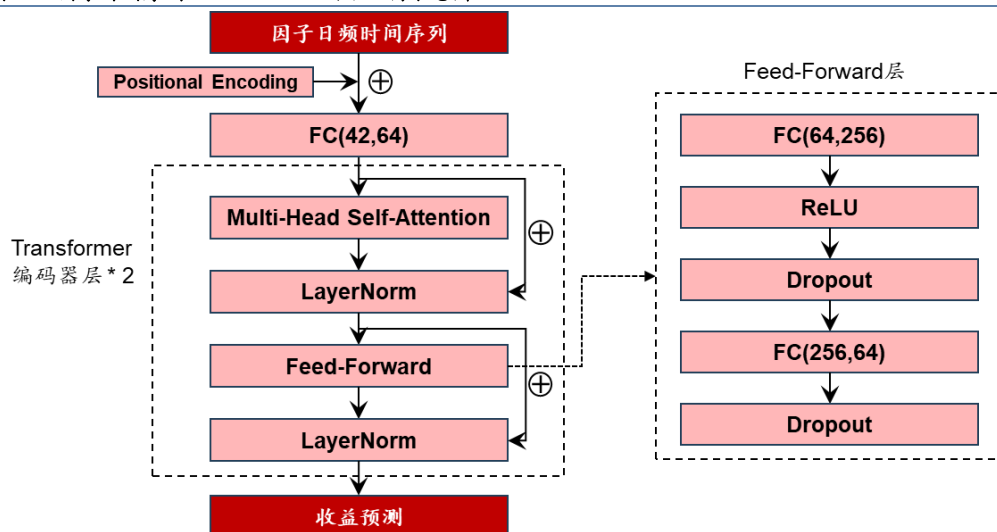 因子日频时间序列
Positional Encoding
FC(42,64)
Transformer
编码器层* 2
Multi-Head Self-Attention
LayerNorm
Feed-Forward
LayerNorm
收益预测
Feed-Forward层
FC(64,256)
ReLU
Dropout
FC(256,64)
Dropout